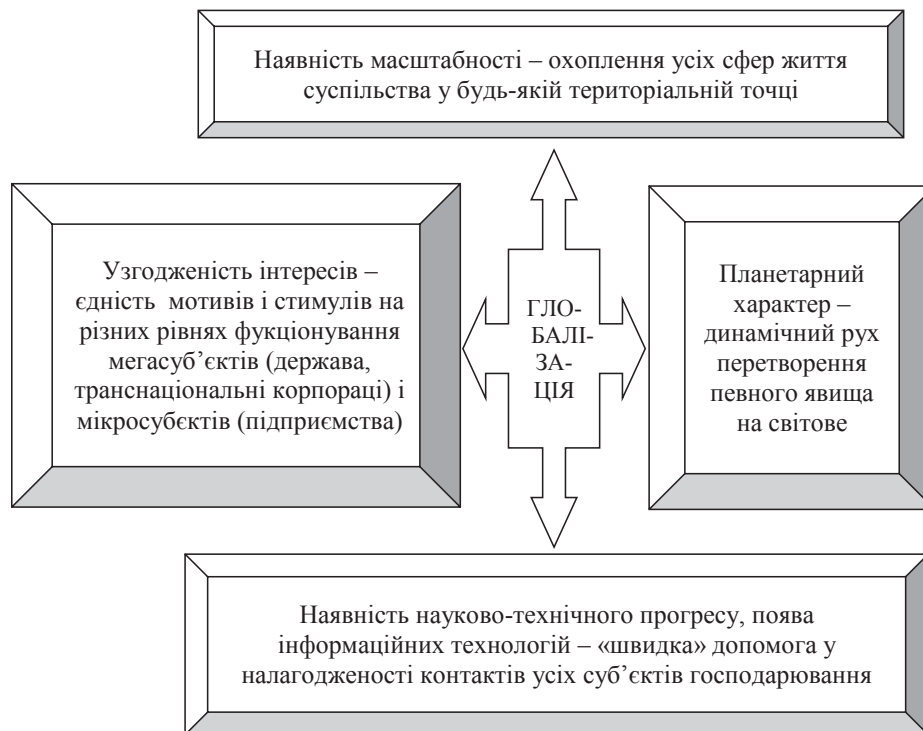 Наявність масштабності – охоплення усіх сфер життя
суспільства у будь-якій територіальній точці
Узгодженість інтересів –
єдність мотивів і стимулів на
різних рівнях фукціонування
мегасуб’єктів (держава,
транснаціональні корпораці) і
мікросубєктів (підприємства)
ГЛО-
БАЛІ-
ЗА-
ЦІЯ
Планетарний
характер –
динамічний рух
перетворення
певного явища
на світове
Наявність науково-технічного прогресу, поява
інформаційних технологій – «швидка» допомога у
налагодженості контактів усіх суб’єктів господарювання